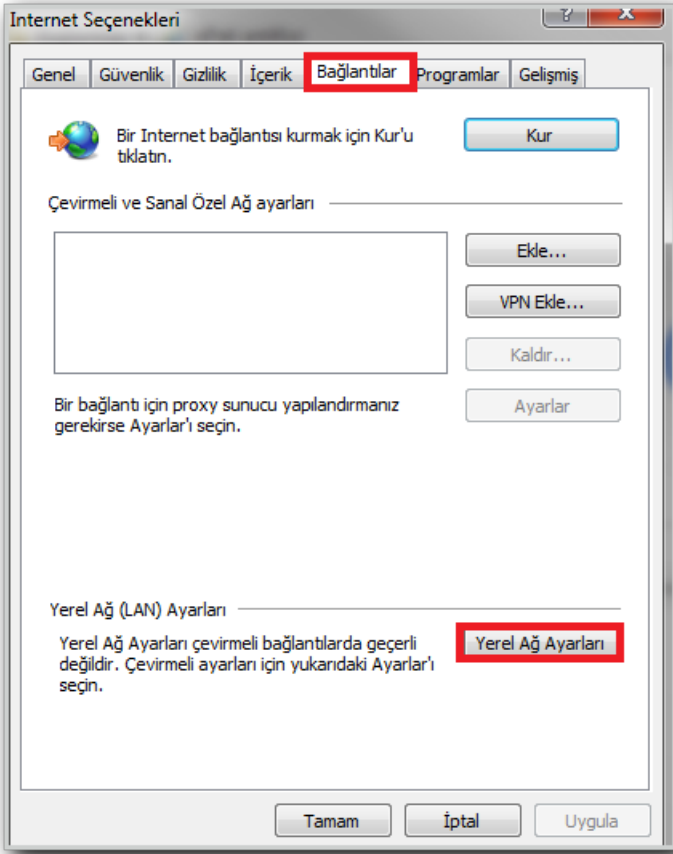 Internet Seçenekleri
Genel
Güvenlik
Gizlilik
İçerik
Bağlantılar
Programlar
Gelişmiş
Bir Internet bağlantısı kurmak için Kur'u
tıklatın.
Kur
Çevirmeli ve Sanal Özel Ağ ayarları
Ekle...
VPN Ekle...
Kaldır...
Ayarlar
Bir bağlantı için proxy sunucu yapılandırmanız
gerekirse Ayarlar'ı seçin.
Yerel Ağ (LAN) Ayarları
Yerel Ağ Ayarları çevirmeli bağlantılarda geçerli
değildir. Çevirmeli ayarları için yukarıdaki Ayarlar'ı
seçin.
Yerel Ağ Ayarları
Tamam
İptal
Uygula